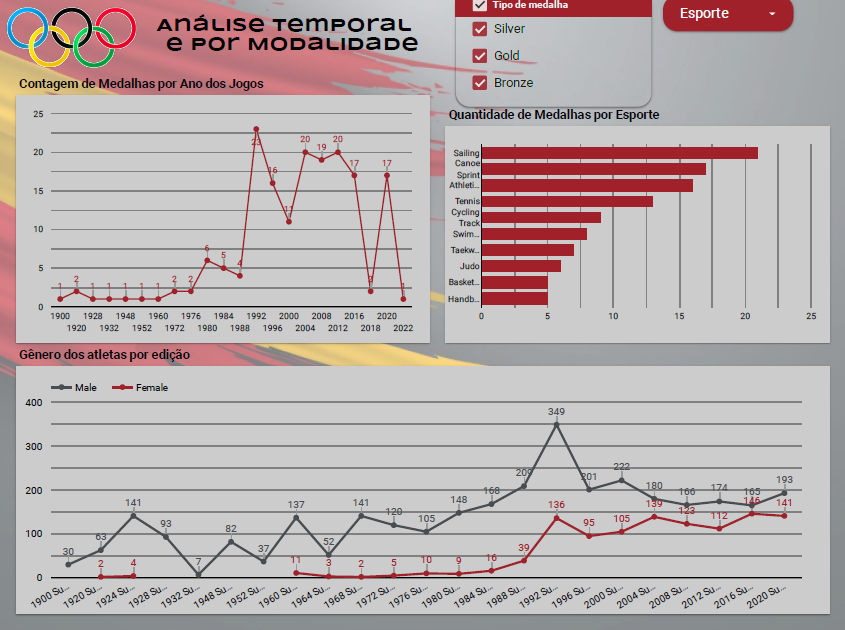 Análise Temporal
e por Modalidade
Tipo de medalha
Silver
Gold
Bronze
Esporte
Contagem de Medalhas por Ano dos Jogos
25
20
15
10
5
0
1 2 1 1 1 1 1 2 2 6 5 4 23 16 11 20 19 20 17 2 17 1
1900 1928 1948 1960 1976 1984 1992 2000 2008 2016 2020
1920 1932 1952 1972 1980 1988 1996 2004 2012 2018 2022
Quantidade de Medalhas por Esporte
Sailing
Canoe
Sprint
Athleti...
Tennis
Cycling
Track
Swim...
Taekw...
Judo
Basket...
Handb...
0 5 10 15 20 25
Gênero dos atletas por edição
Male Female
400
300
200
100
0
30 63 141 93 7 82 37 137 52 141 120 105 148 168 209 349 201 222 180 166 174 165 193
2 4 11 3 2 5 10 9 16 39 136 95 105 139 123 112 146 141
1900 Su... 1920 Su... 1924 Su... 1928 Su... 1932 Su... 1948 Su... 1952 Su... 1960 Su... 1964 Su... 1968 Su... 1972 Su... 1976 Su... 1980 Su... 1984 Su... 1988 Su... 1992 Su... 1996 Su... 2000 Su... 2004 Su... 2008 Su... 2012 Su... 2016 Su... 2020 Su...